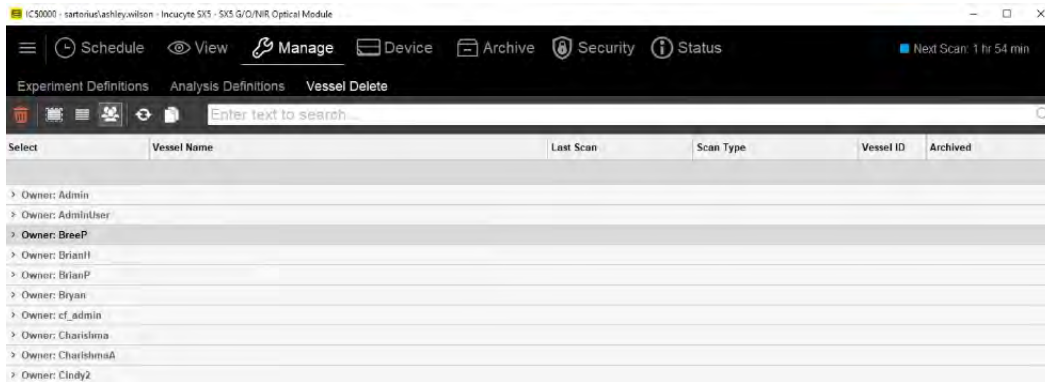 IC50000 - sartorius\ashley.wilson - Incucyte SX5 - SX5 G/O/NIR Optical Module
Schedule View Manage Device Archive Security Status Next Scan: 1 hr 54 min
Experiment Definitions Analysis Definitions Vessel Delete
Enter text to search...
Select Vessel Name Last Scan Scan Type Vessel ID Archived
> Owner: Admin
> Owner: AdminUser
> Owner: BreeP
> Owner: BrianH
> Owner: BrianP
> Owner: Bryan
> Owner: cf_admin
> Owner: Charishma
> Owner: CharishmaA
> Owner: Cindy2